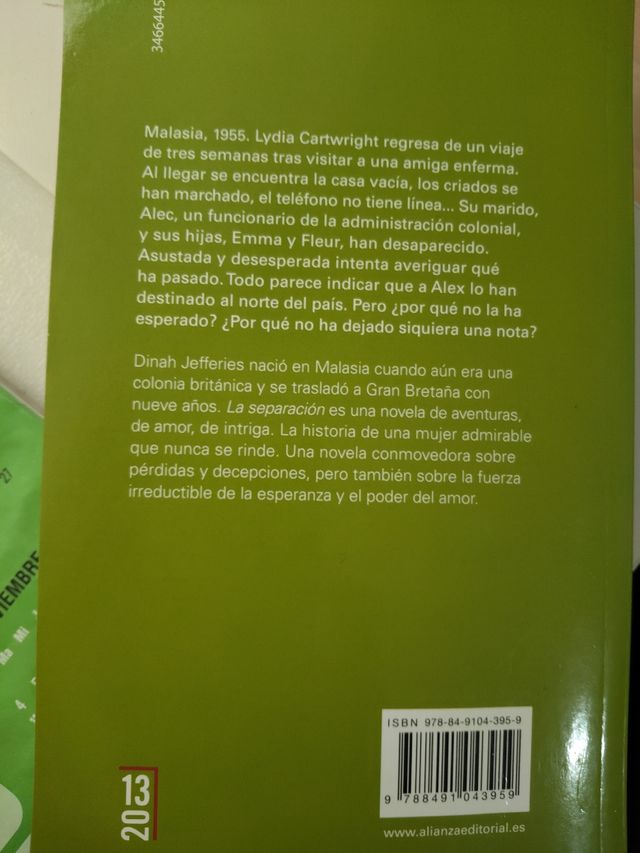 3466445
Malasia, 1955. Lydia Cartwright regresa de un viaje
de tres semanas tras visitar a una amiga enferma.
Al llegar se encuentra la casa vacía, los criados se
han marchado, el teléfono no tiene línea... Su marido,
Alec, un funcionario de la administración colonial,
y sus hijas, Emma y Fleur, han desaparecido.
Asustada y desesperada intenta averiguar qué
ha pasado. Todo parece indicar que a Alex lo han
destinado al norte del país. Pero ¿por qué no la ha
esperado? ¿Por qué no ha dejado siquiera una nota?
Dinah Jefferies nació en Malasia cuando aún era una
colonia británica y se trasladó a Gran Bretaña con
nueve años. La separación es una novela de aventuras,
de amor, de intriga. La historia de una mujer admirable
que nunca se rinde. Una novela conmovedora sobre
pérdidas y decepciones, pero también sobre la fuerza
irreductible de la esperanza y el poder del amor.
27
Ma Mi
4
ISBN 978-84-9104-395-9
9 788491 043959
www.alianzaeditorial.es
13
20